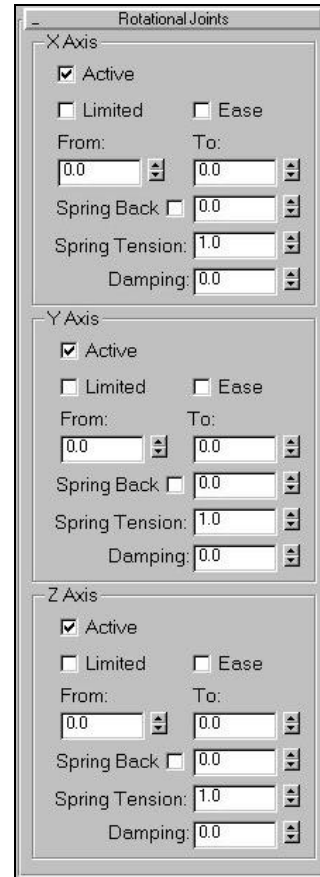 - Rotational Joints
X Axis
Active
Limited Ease
From: To:
0.0 0.0
Spring Back 0.0
Spring Tension: 1.0
Damping: 0.0
Y Axis
Active
Limited Ease
From: To:
0.0 0.0
Spring Back 0.0
Spring Tension: 1.0
Damping: 0.0
Z Axis
Active
Limited Ease
From: To:
0.0 0.0
Spring Back 0.0
Spring Tension: 1.0
Damping: 0.0